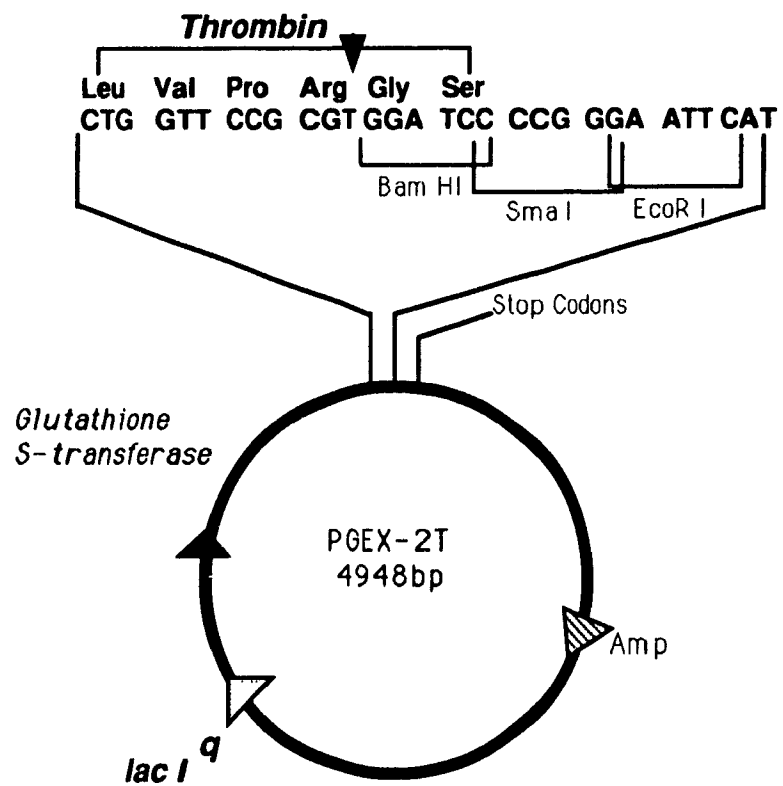 Thrombin
Leu Val Pro Arg Gly Ser
CTG GTT CCG CGT GGA TCC CCG GGA ATT CAT
Bam HI
Sma I
EcoR I
Stop Codons
Glutathione
S-transferase
PGEX-2T
4948bp
Amp
lac I q